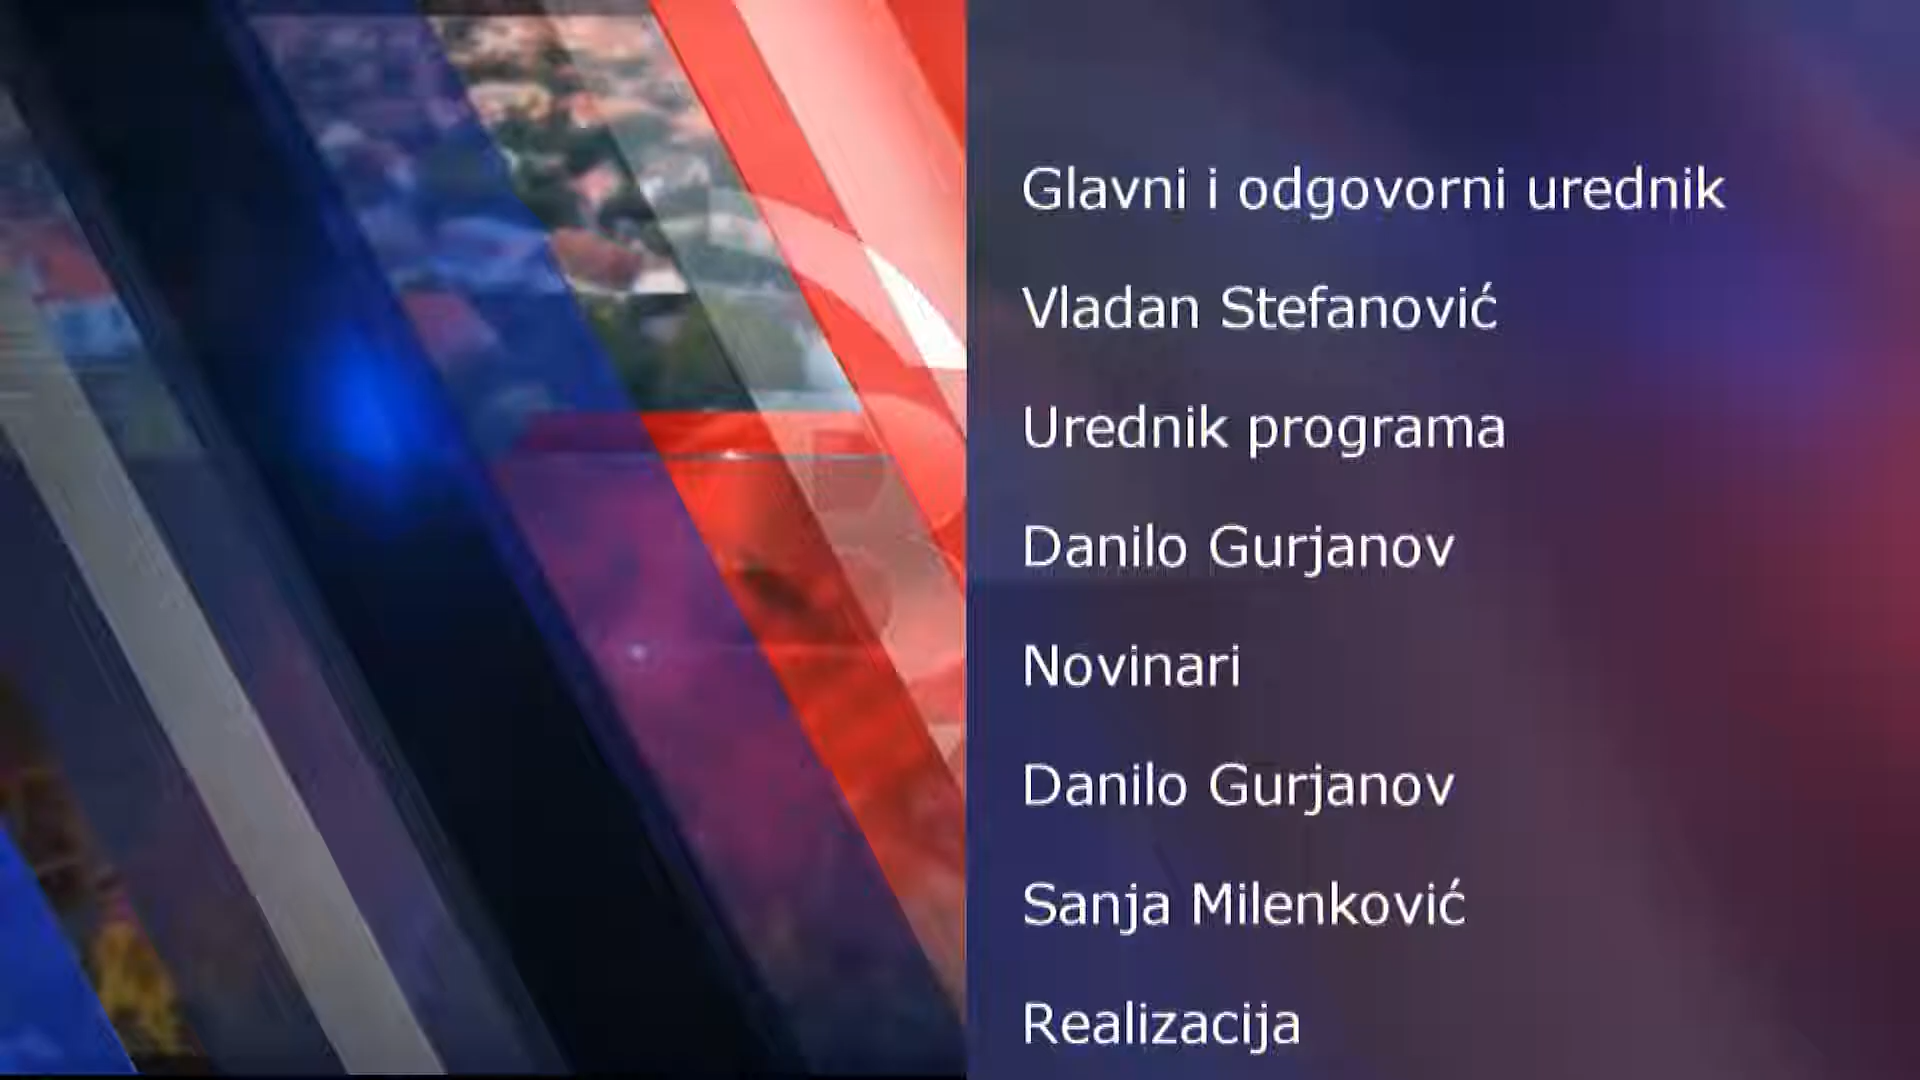 Glavni i odgovorni urednik
Vladan Stefanović
Urednik programa
Danilo Gurjanov
Novinari
Danilo Gurjanov
Sanja Milenković
Realizacija